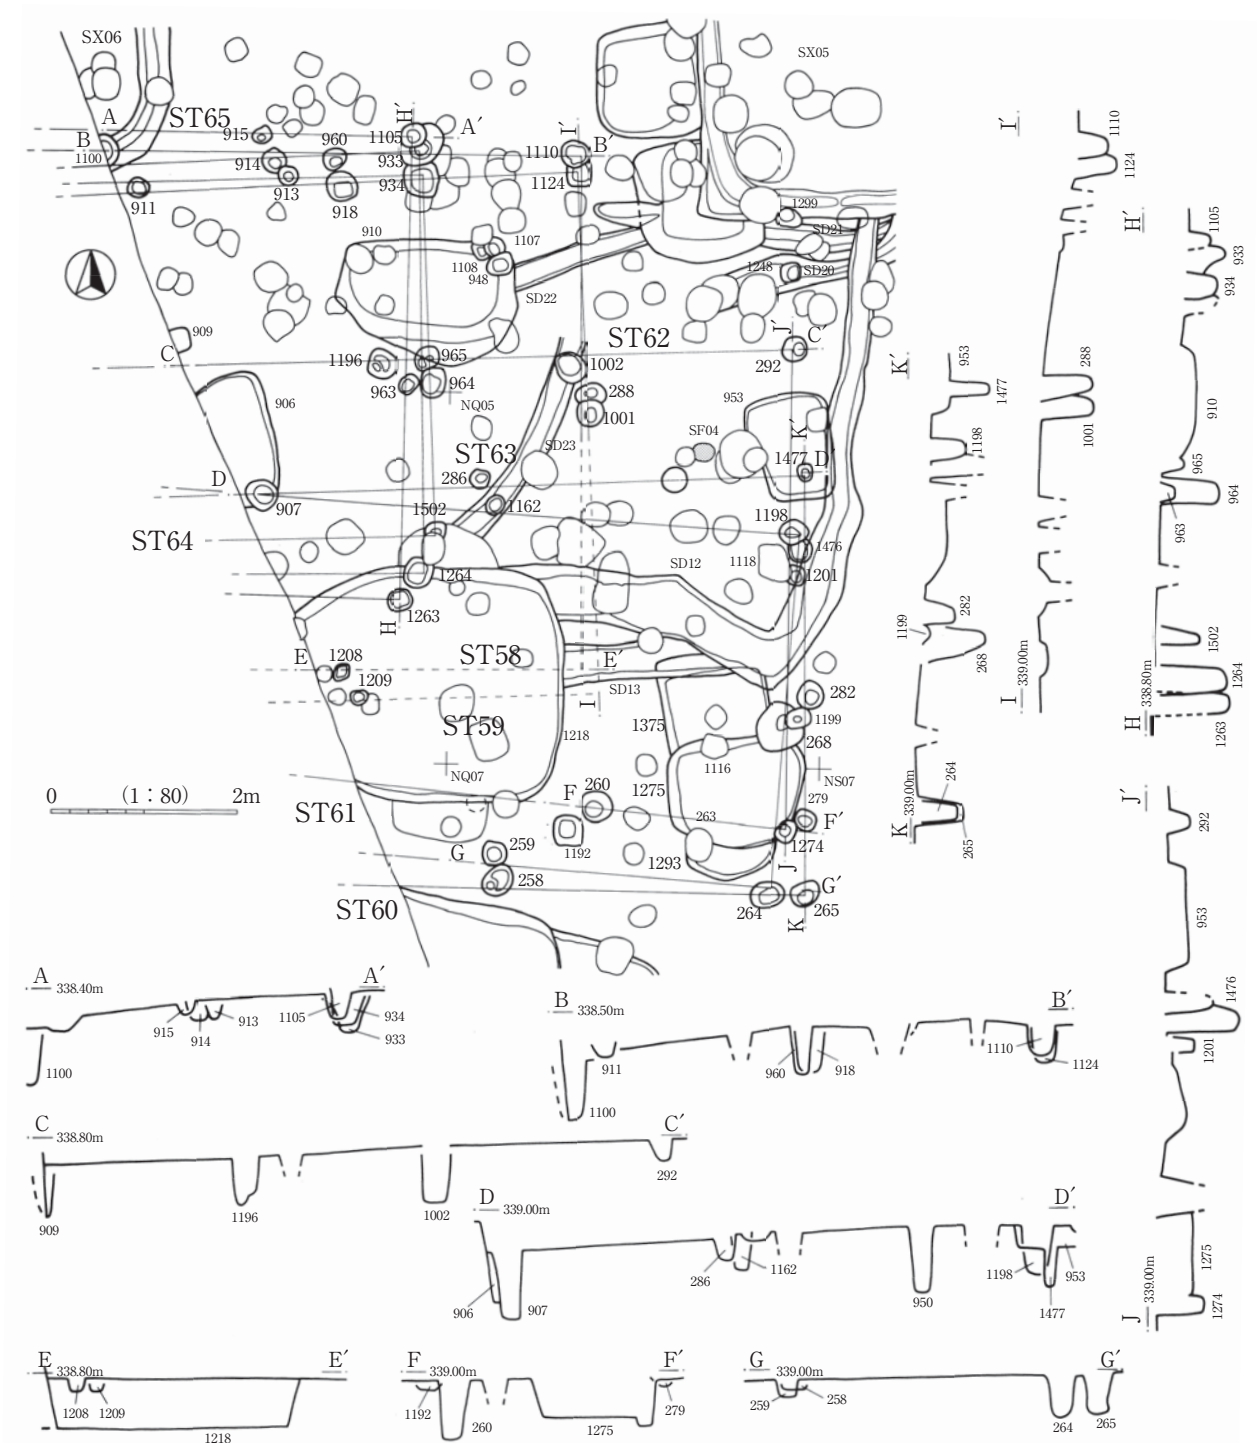 SX06
SX05
A
ST65
H′
A′
I′
B
1100
915
960
1105
B′
914
933
1110
913
934
1124
911
918
1299
SD21
910
1107
1108
948
1248
SD20
SD22
909
C
ST62
J′
C′
1196
965
1002
292
963
964
288
906
NQ05
1001
953
SF04
K′
ST63
SD23
D
286
1477
D′
907
1162
1502
1198
ST64
1476
1118
SD12
1264
1201
1263
H
E
1208
ST58
E′
1209
SD13
I
282
ST59
1375
1199
1218
268
1116
NQ07
NS07
0 (1：80) 2m
1275
F
260
279
ST61
263
F′
1192
1274
G
259
1293
J
258
G′
ST60
264
265
K
I′
1110
1124
288
1001
I
339.00m
H′
1105
933
934
910
965
964
963
1502
1264
1263
H
338.80m
K′
953
1477
1198
282
1199
268
264
265
K
339.00m
J′
292
953
1476
1201
1275
1274
J
339.00m
A 338.40m
A′
915
914
913
1105
934
933
1100
B 338.50m
B′
911
960
918
1110
1124
1100
C 338.80m
C′
909
1196
1002
292
D 339.00m
D′
906
907
286
1162
950
1198
953
1477
E 338.80m
E′
1208
1209
1218
F 339.00m
F′
1192
260
1275
279
G 339.00m
G′
259
258
264
265